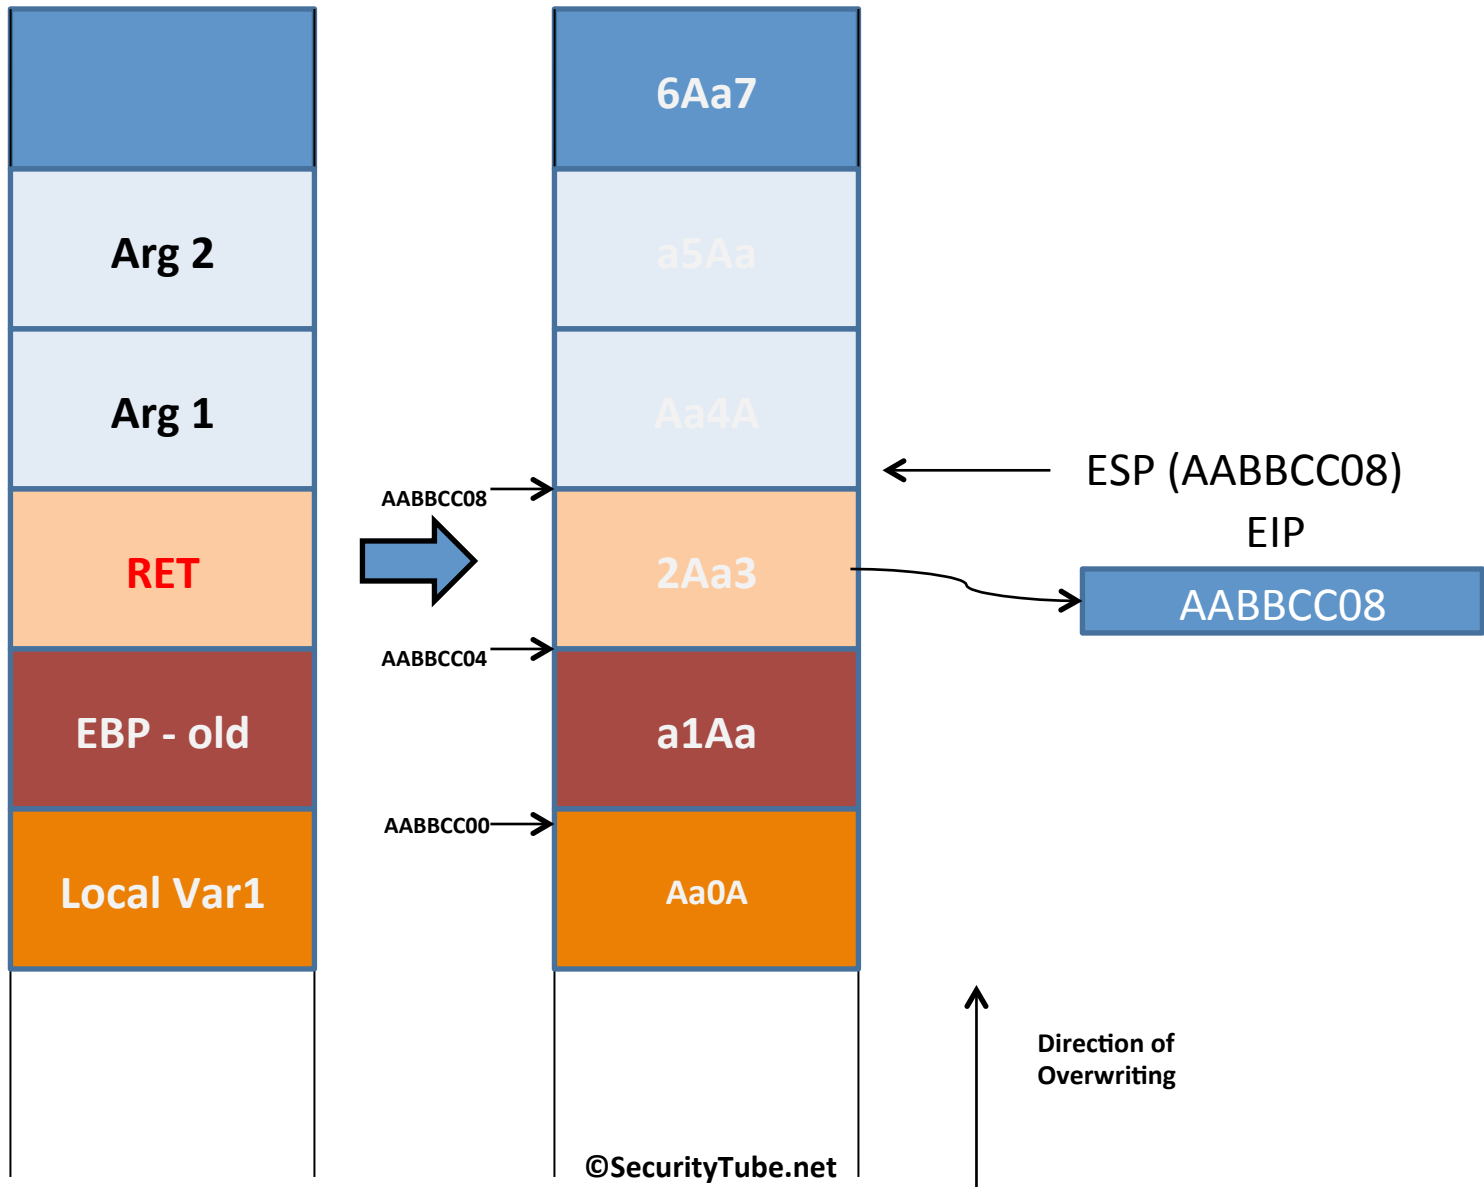 6Aa7
Arg 2
a5Aa
Arg 1
Aa4A
ESP (AABBCC08)
AABBCC08
EIP
RET
2Aa3
AABBCC08
AABBCC04
EBP - old
a1Aa
AABBCC00
Local Var1
Aa0A
Direction of
Overwriting
©SecurityTube.net